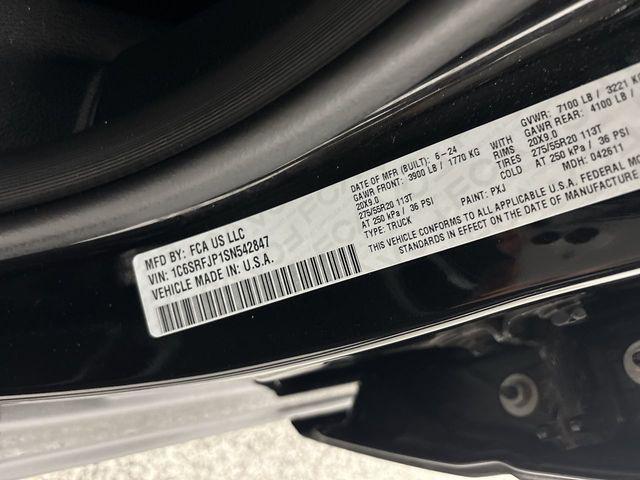 MFD BY: FCA US LLC
VIN: 1C6SRFJP1SN542847
VEHICLE MADE IN: U.S.A.
DATE OF MFR (BUILT): 6-24
GAWR FRONT: 3900 LB / 1770 KG
20X9.0
275/55R20 113T
AT 250 kPa / 36 PSI
TYPE: TRUCK
WITH
RIMS
TIRES
COLD
GVWR: 7100 LB / 3221 KG
GAWR REAR: 4100 LB /
20X9.0
275/55R20 113T
AT 250 kPa / 36 PSI
PAINT: PXJ
MDH: 042611
THIS VEHICLE CONFORMS TO ALL APPLICABLE U.S.A. FEDERAL
STANDARDS IN EFFECT ON THE DATE OF MANUFACTURE